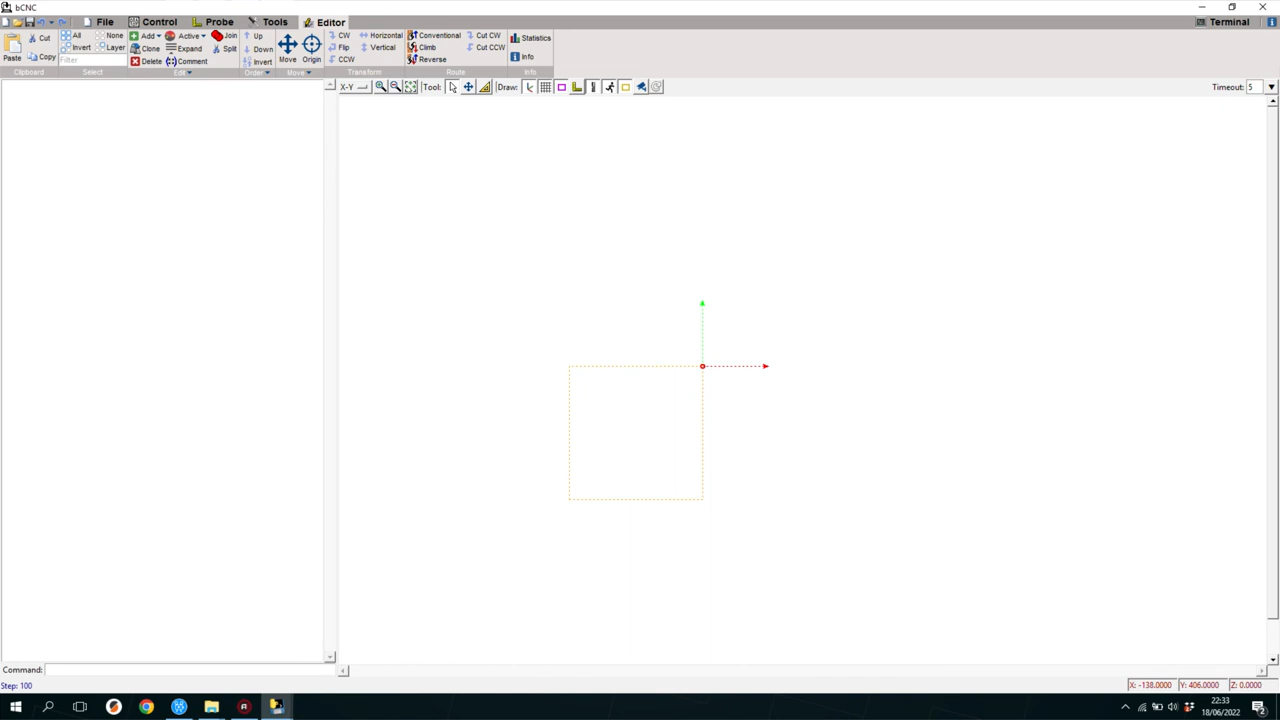 bCNC
File Control Probe Tools Editor Terminal
Paste Cut Copy Clipboard
All None Invert Layer Filter Select
Add Active Join Clone Expand Split Delete Comment Edit
Up Down Invert Order
Move Origin Move
CW Horizontal Flip Vertical CCW Transform
Conventional Cut CW Climb Cut CCW Reverse Route
Statistics Info Info
X-Y Tool: Draw: Timeout: 5
Command:
Step: 100 X: -138.0000 Y: 406.0000 Z: 0.0000
22:33
18/06/2022
2